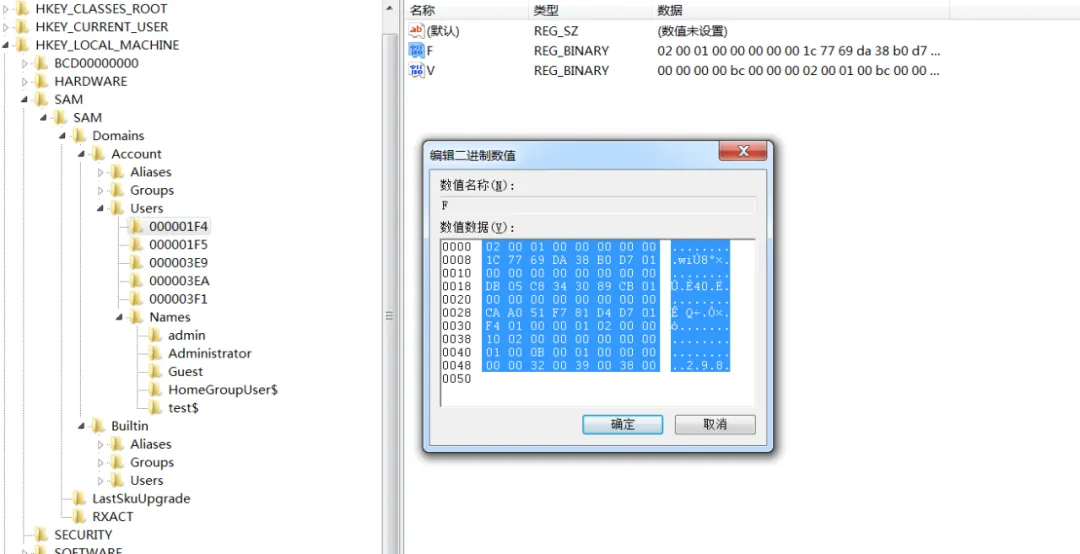 HKEY_CLASSES_ROOT
HKEY_CURRENT_USER
HKEY_LOCAL_MACHINE
BCD00000000
HARDWARE
SAM
SAM
Domains
Account
Aliases
Groups
Users
000001F4
000001F5
000003E9
000003EA
000003F1
Names
admin
Administrator
Guest
HomeGroupUser$
test$
Builtin
Aliases
Groups
Users
LastSkuUpgrade
RXACT
SECURITY
SOFTWARE
名称 类型 数据
(默认) REG_SZ (数值未设置)
F REG_BINARY 02 00 01 00 00 00 00 00 1c 77 69 da 38 b0 d7 ...
V REG_BINARY 00 00 00 00 bc 00 00 00 02 00 01 00 bc 00 00 ...
编辑二进制数值
数值名称(N):
F
数值数据(V):
0000 02 00 01 00 00 00 00 00 ........
0008 1C 77 69 DA 38 B0 D7 01 .wiÚ8°×.
0010 00 00 00 00 00 00 00 00 ........
0018 DB 05 C8 34 30 89 CB 01
0020 00 00 00 00 00 00 00 00 ........
0028 CA A0 51 F7 81 D4 D7 01 Ê Q÷.Ô×.
0030 F4 01 00 00 01 02 00 00 ô.......
0038 10 02 00 00 00 00 00 00 ........
0040 01 00 0B 00 01 00 00 00 ........
0048 00 00 32 00 39 00 38 00 ..2.9.8.
0050
确定 取消